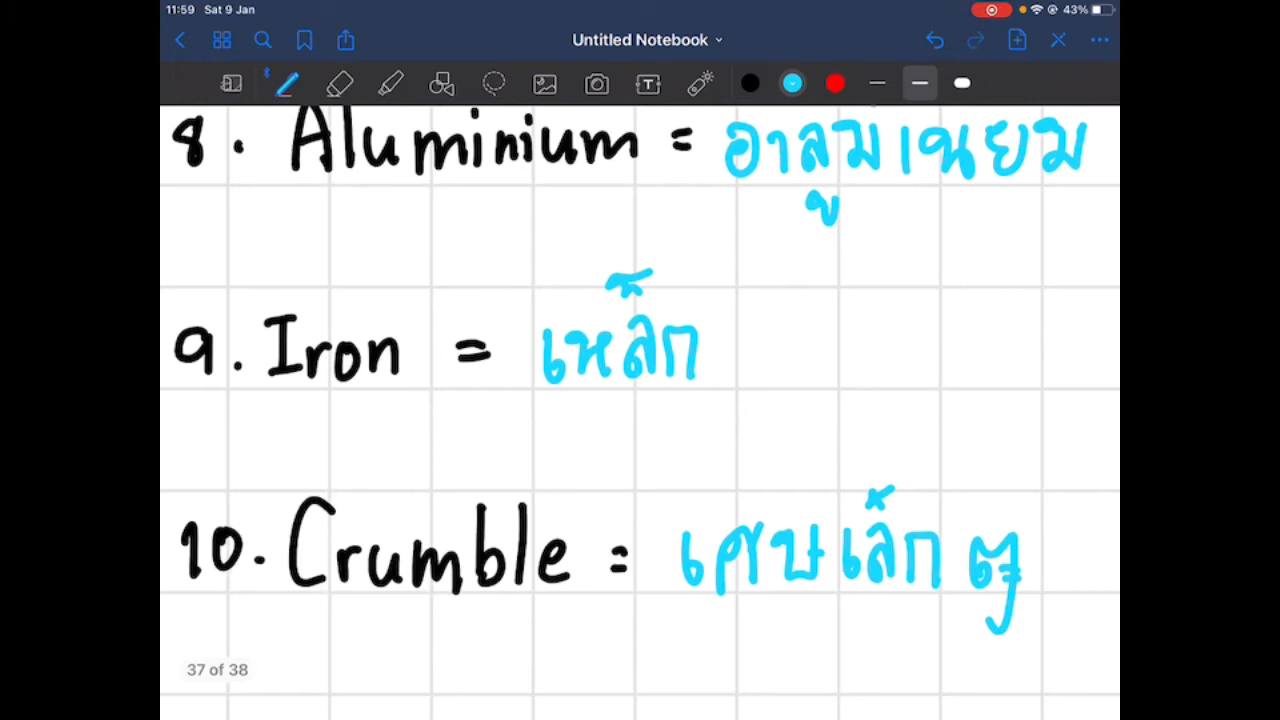 11:59 Sat 9 Jan 43%
Untitled Notebook
T
8. Aluminium = อาลูมเนยม
9. Iron = เหล็ก
10. Crumble = เศษเล็กๆ
37 of 38